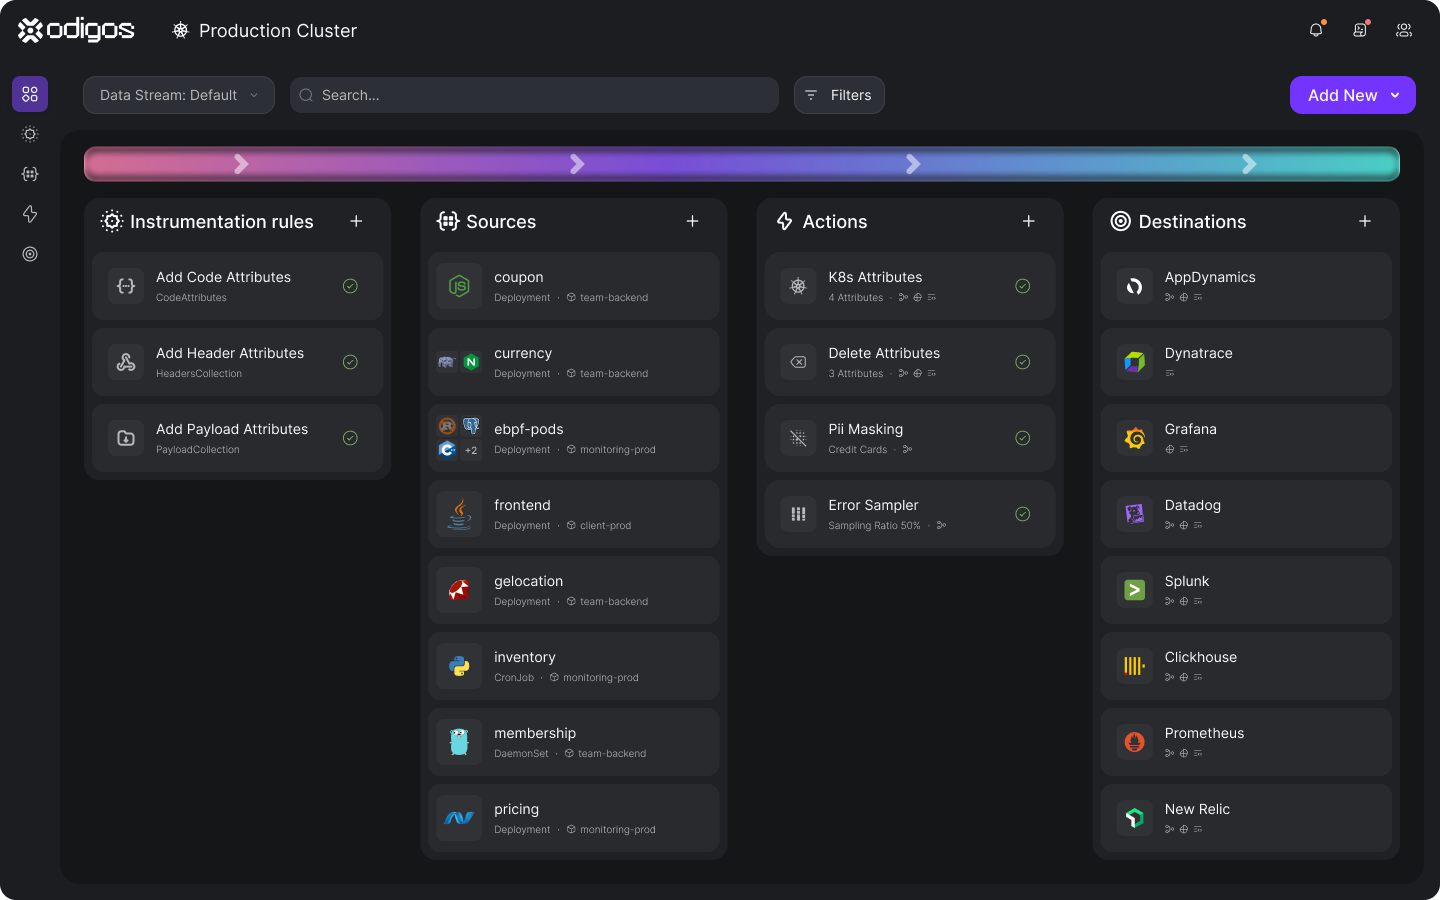 odigos
Production Cluster
Data Stream: Default
Search...
Filters
Add New
Instrumentation rules
Add Code Attributes
CodeAttributes
Add Header Attributes
HeadersCollection
Add Payload Attributes
PayloadCollection
Sources
coupon
Deployment · team-backend
currency
Deployment · team-backend
ebpf-pods
+2
Deployment · monitoring-prod
frontend
Deployment · client-prod
gelocation
Deployment · team-backend
inventory
CronJob · monitoring-prod
membership
DaemonSet · team-backend
pricing
Deployment · monitoring-prod
Actions
K8s Attributes
4 Attributes ·
Delete Attributes
3 Attributes ·
Pii Masking
Credit Cards ·
Error Sampler
Sampling Ratio 50% ·
Destinations
AppDynamics
Dynatrace
Grafana
Datadog
Splunk
Clickhouse
Prometheus
New Relic